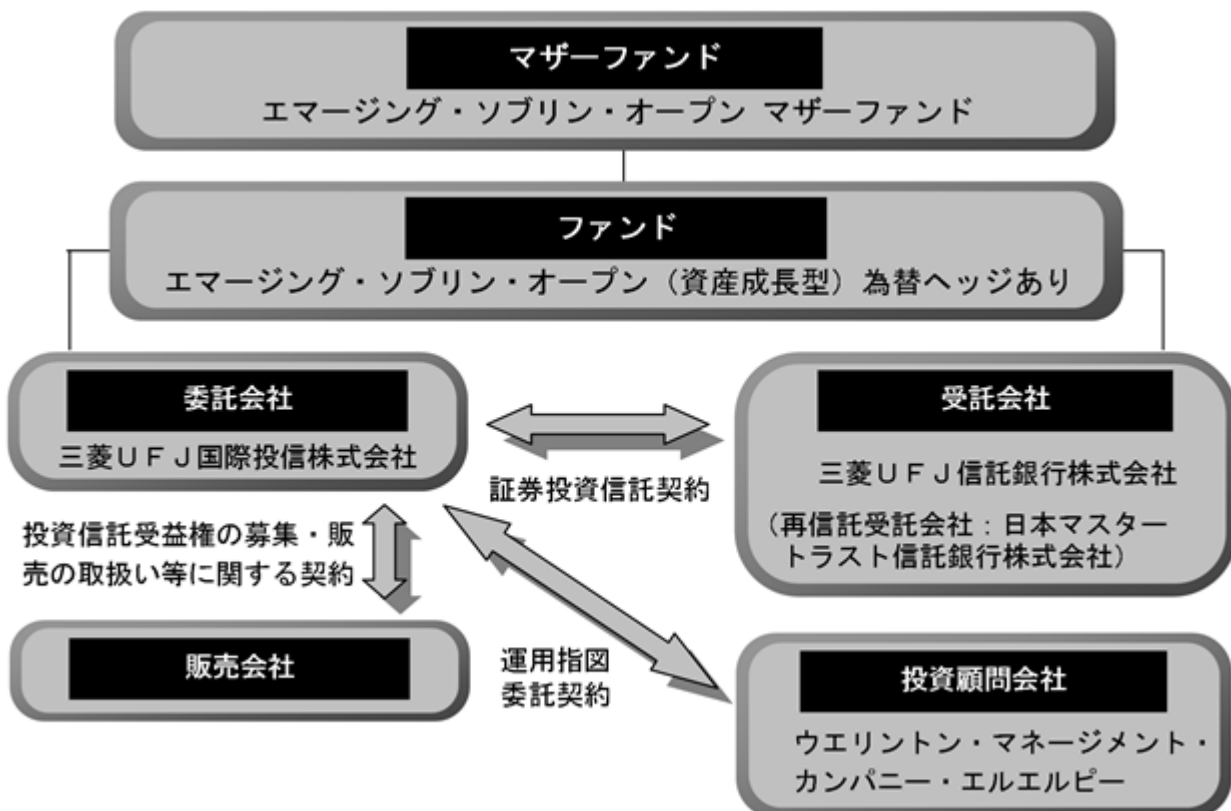 マザーファンド
エマージング・ソブリン・オープン マザーファンド
ファンド
エマージング・ソブリン・オープン（資産成長型）為替ヘッジあり
委託会社
三菱ＵＦＪ国際投信株式会社
受託会社
三菱ＵＦＪ信託銀行株式会社
（再信託受託会社：日本マスター
トラスト信託銀行株式会社）
証券投資信託契約
投資信託受益権の募集・販
売の取扱い等に関する契約
販売会社
運用指図
委託契約
投資顧問会社
ウエリントン・マネージメント・
カンパニー・エルエルピー